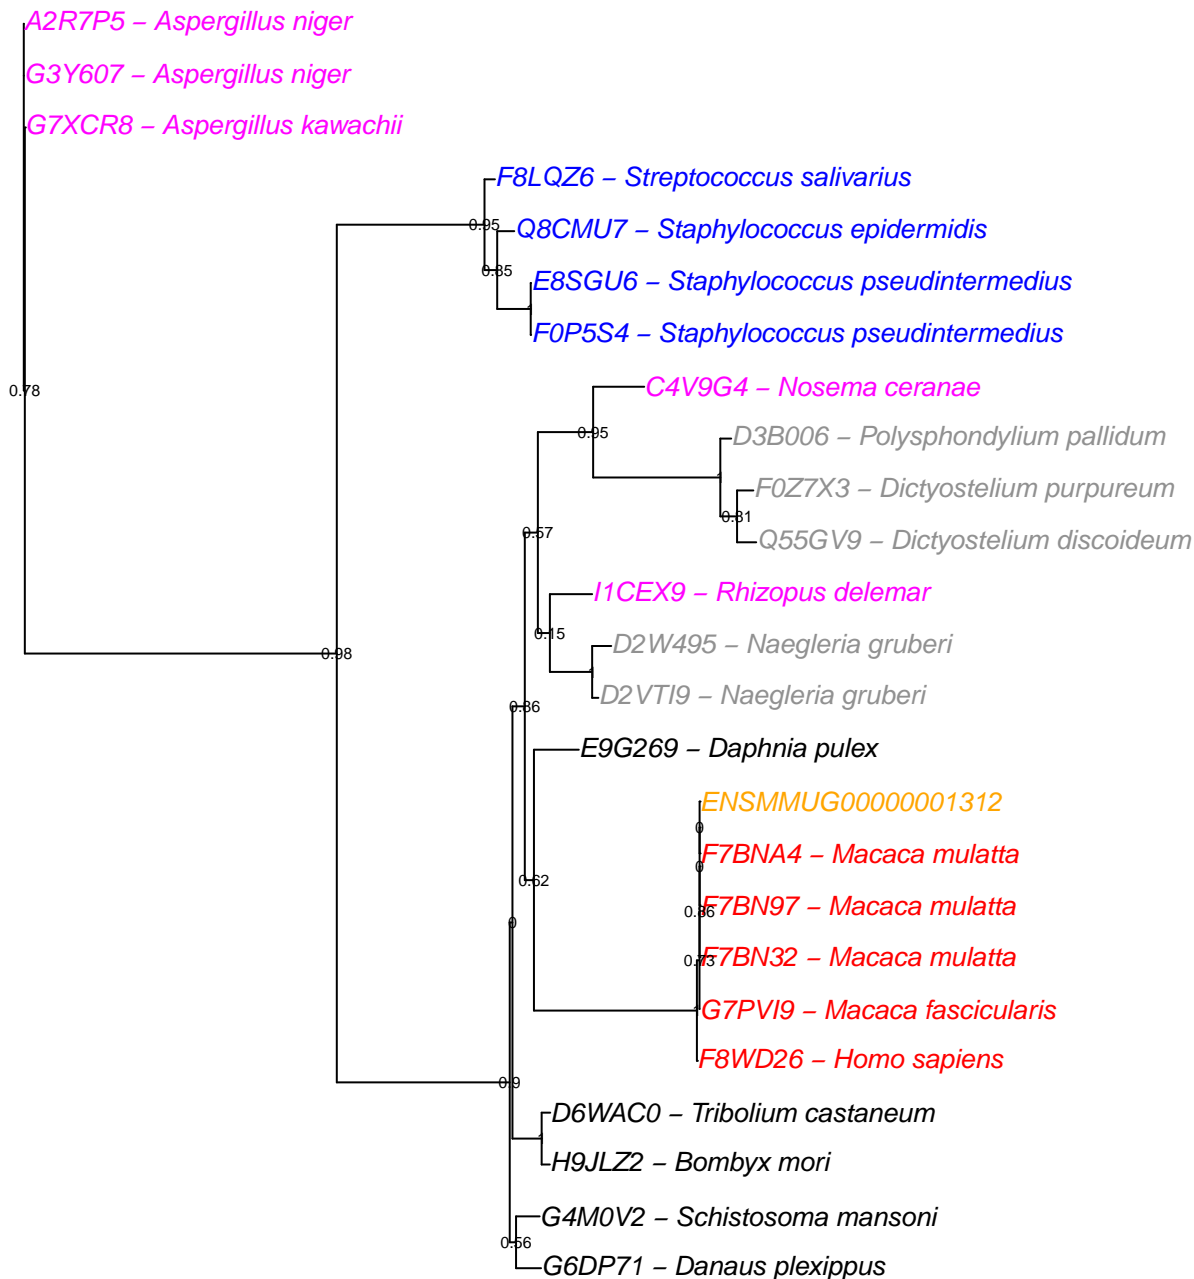 A2R7P5 – Aspergillus niger
G3Y607 – Aspergillus niger
G7XCR8 – Aspergillus kawachii
F8LQZ6 – Streptococcus salivarius
0.95
Q8CMU7 – Staphylococcus epidermidis
0.85
E8SGU6 – Staphylococcus pseudintermedius
1
F0P5S4 – Staphylococcus pseudintermedius
C4V9G4 – Nosema ceranae
0.78
0.95
D3B006 – Polysphondylium pallidum
1
F0Z7X3 – Dictyostelium purpureum
0.81
0.57
Q55GV9 – Dictyostelium discoideum
I1CEX9 – Rhizopus delemar
0.15
D2W495 – Naegleria gruberi
0.98
1
D2VTI9 – Naegleria gruberi
0.86
E9G269 – Daphnia pulex
ENSMMUG00000001312
0
F7BNA4 – Macaca mulatta
0
0.62
F7BN97 – Macaca mulatta
0.86
0
F7BN32 – Macaca mulatta
0.73
G7PVI9 – Macaca fascicularis
1
F8WD26 – Homo sapiens
0.9
D6WAC0 – Tribolium castaneum
1
H9JLZ2 – Bombyx mori
G4M0V2 – Schistosoma mansoni
0.56
G6DP71 – Danaus plexippus